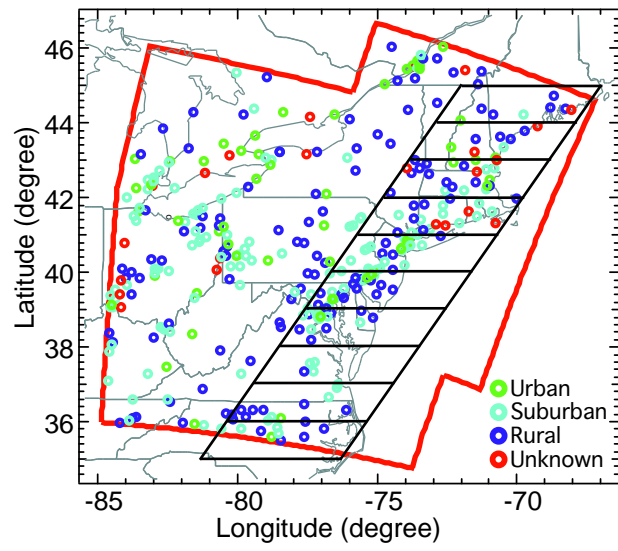 46
44
42
40
38
36
Latitude (degree)
Urban
Suburban
Rural
Unknown
-85
-80
-75
-70
Longitude (degree)